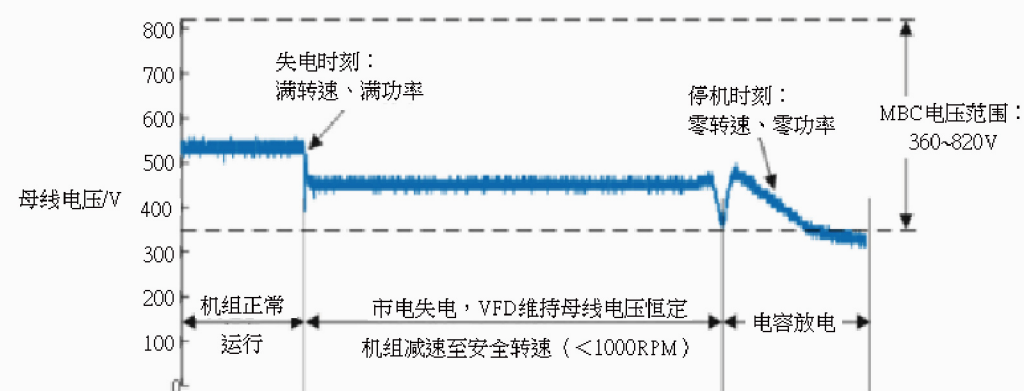 800
700
600
500
400
300
200
100
0
母线电压/V
失电时刻：
满转速、满功率
停机时刻：
零转速、零功率
MBC电压范围：
360~820V
机组正常
运行
市电失电，VFD维持母线电压恒定
机组减速至安全转速（＜1000RPM）
电容放电